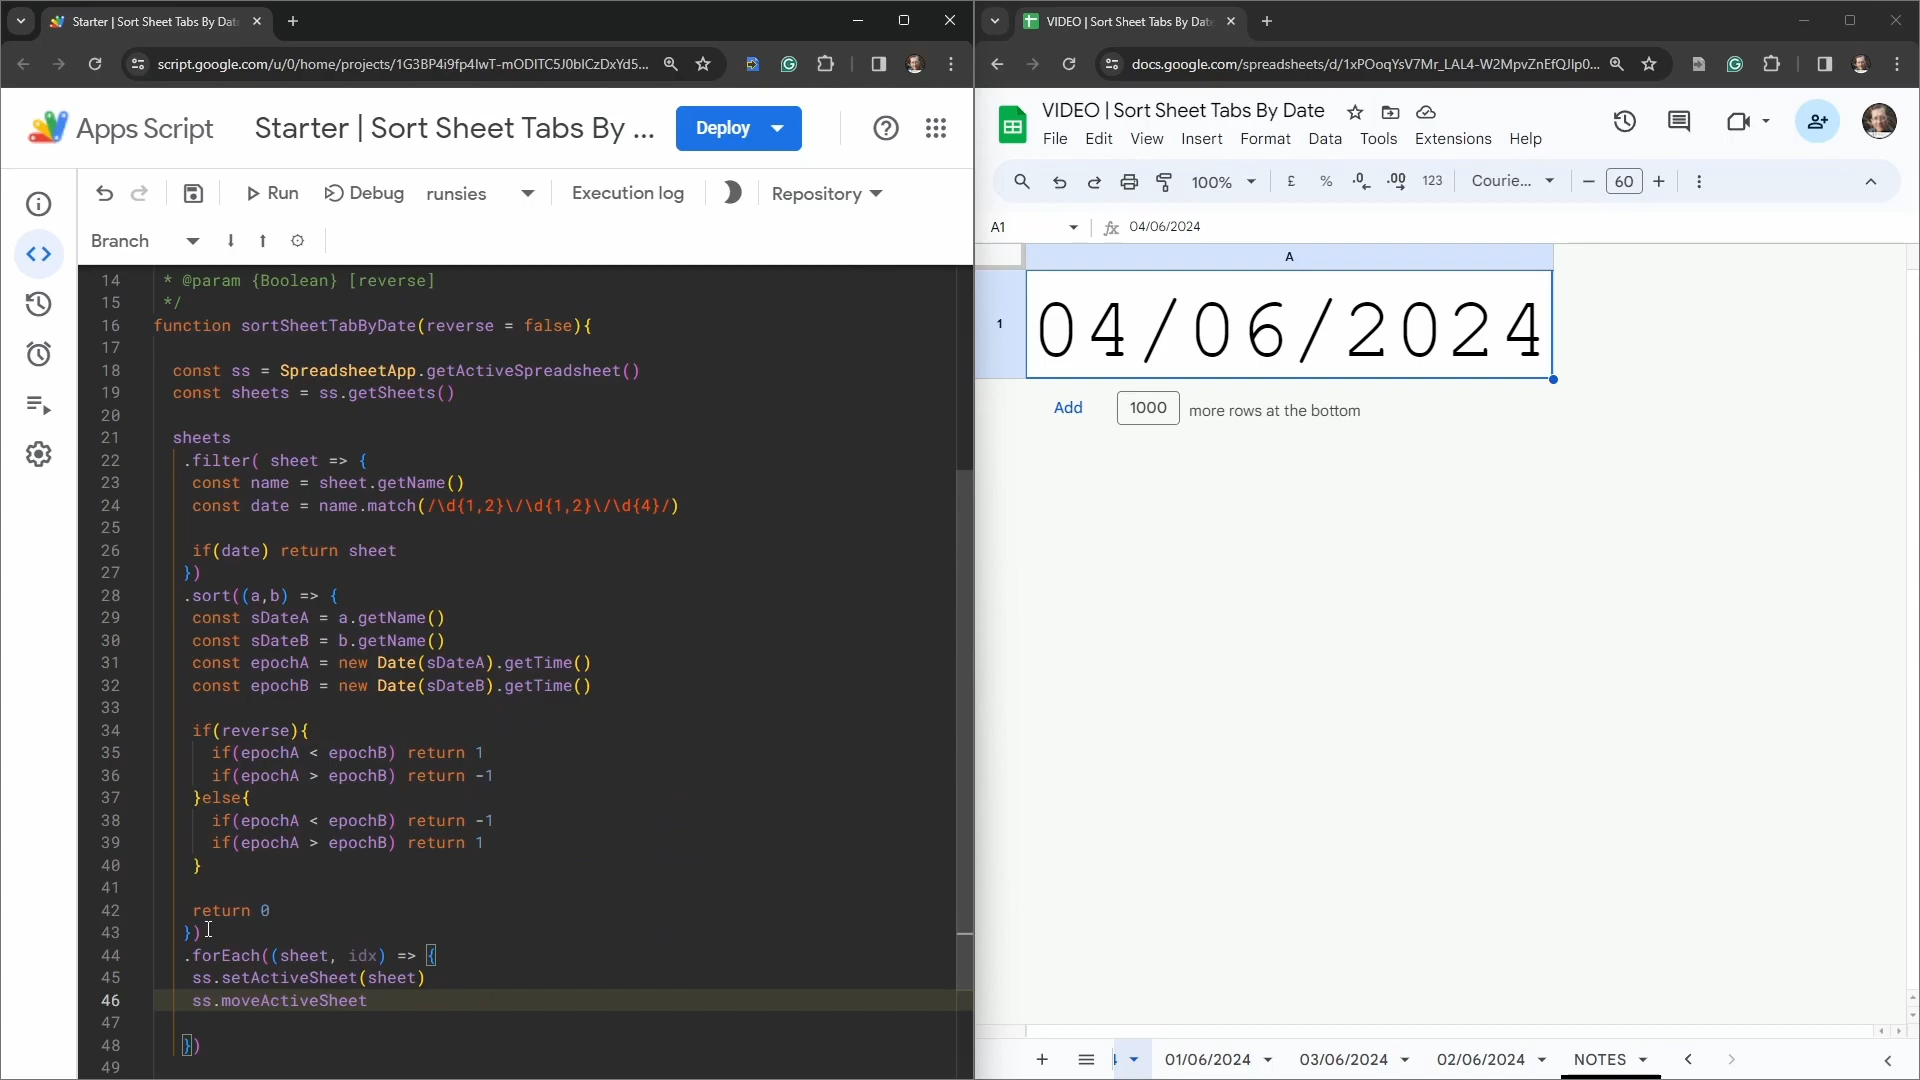 Starter | Sort Sheet Tabs By Dat
script.google.com/u/0/home/projects/1G3BP4i9fp4IwT-mODITC5J0bICzDxYd5...
Apps Script
Starter | Sort Sheet Tabs By ...
Deploy
Run
Debug
runsies
Execution log
Repository
Branch
14 * @param {Boolean} [reverse]
15 */
16 function sortSheetTabByDate(reverse = false){
17
18 const ss = SpreadsheetApp.getActiveSpreadsheet()
19 const sheets = ss.getSheets()
20
21 sheets
22 .filter( sheet => {
23 const name = sheet.getName()
24 const date = name.match(/\d{1,2}\/\d{1,2}\/\d{4}/)
25
26 if(date) return sheet
27 })
28 .sort((a,b) => {
29 const sDateA = a.getName()
30 const sDateB = b.getName()
31 const epochA = new Date(sDateA).getTime()
32 const epochB = new Date(sDateB).getTime()
33
34 if(reverse){
35 if(epochA < epochB) return 1
36 if(epochA > epochB) return -1
37 }else{
38 if(epochA < epochB) return -1
39 if(epochA > epochB) return 1
40 }
41
42 return 0
43 })
44 .forEach((sheet, idx) => {
45 ss.setActiveSheet(sheet)
46 ss.moveActiveSheet
47
48 })
49
VIDEO | Sort Sheet Tabs By Dat
docs.google.com/spreadsheets/d/1xPOoqYsV7Mr_LAL4-W2MpvZnEfQJIp0...
VIDEO | Sort Sheet Tabs By Date
File Edit View Insert Format Data Tools Extensions Help
100% £ % .0 .00 123 Courie... 60
A1 fx 04/06/2024
A
1 04/06/2024
Add 1000 more rows at the bottom
4 01/06/2024 03/06/2024 02/06/2024 NOTES